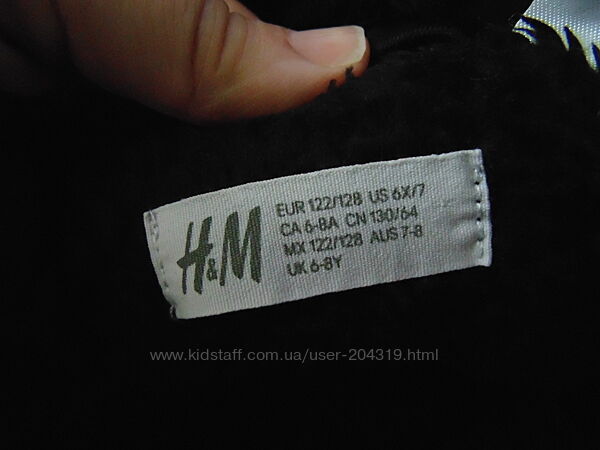 H&M
EUR 122/128 US 6X/7
CA 6-8A CN 130/64
MX 122/128 AUS 7-8
UK 6-8Y
www.kidstaff.com.ua/user-204319.html